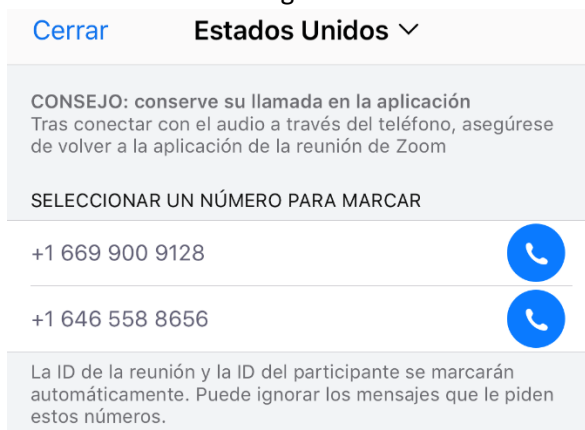 Cerrar Estados Unidos
CONSEJO: conserve su llamada en la aplicación
Tras conectar con el audio a través del teléfono, asegúrese
de volver a la aplicación de la reunión de Zoom
SELECCIONAR UN NÚMERO PARA MARCAR
+1 669 900 9128
+1 646 558 8656
La ID de la reunión y la ID del participante se marcarán
automáticamente. Puede ignorar los mensajes que le piden
estos números.